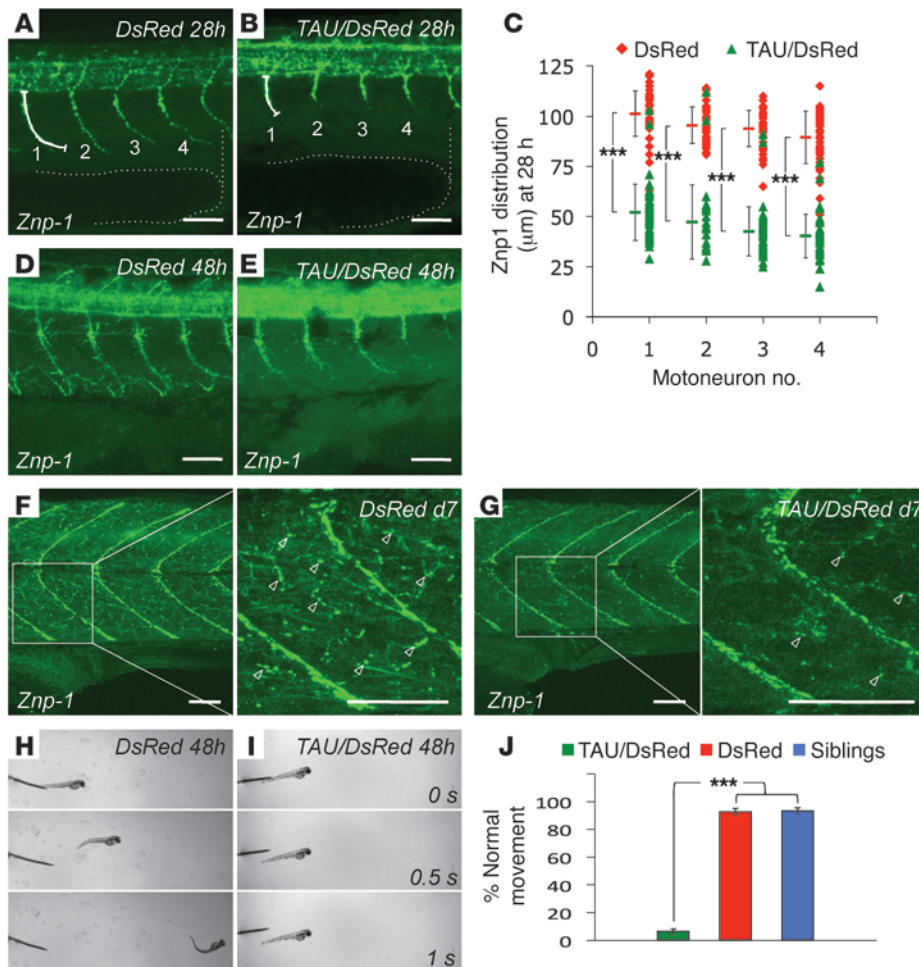 A DsRed 28h
1 2 3 4
Znp-1
B TAU/DsRed 28h
1 2 3 4
Znp-1
C
DsRed TAU/DsRed
Znp1 distribution
(μm) at 28 h
125
100
75
50
25
0
*** *** *** ***
0 1 2 3 4
Motoneuron no.
D DsRed 48h
Znp-1
E TAU/DsRed 48h
Znp-1
F DsRed d7
Znp-1
G TAU/DsRed d7
Znp-1
H DsRed 48h
I TAU/DsRed 48h
0 s
0.5 s
1 s
J
TAU/DsRed DsRed Siblings
% Normal
movement
100
80
60
40
20
0
***